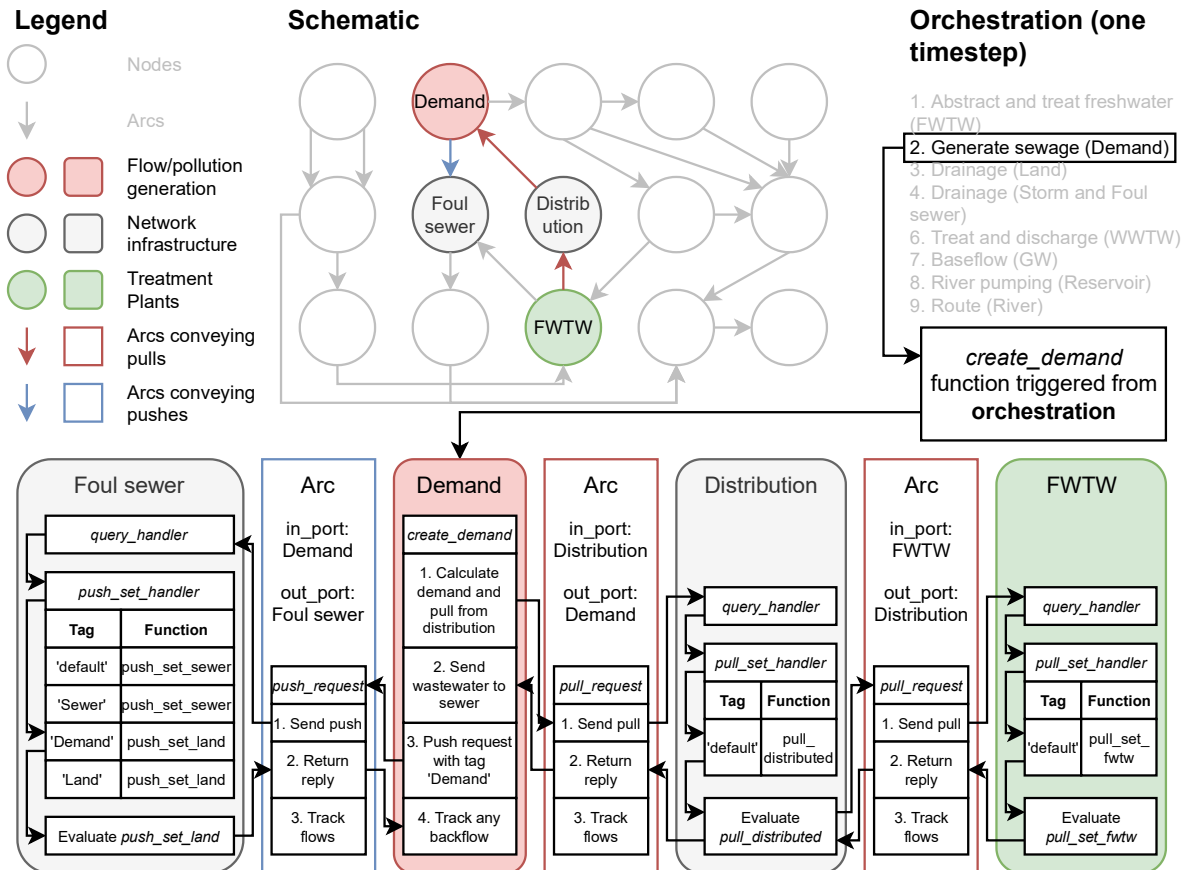 Legend
Nodes
Arcs
Flow/pollution
generation
Network
infrastructure
Treatment
Plants
Arcs conveying
pulls
Arcs conveying
pushes
Schematic
Demand
Foul
sewer
Distrib
ution
FWTW
Orchestration (one
timestep)
1. Abstract and treat freshwater
(FWTW)
2. Generate sewage (Demand)
3. Drainage (Land)
4. Drainage (Storm and Foul
sewer)
6. Treat and discharge (WWTW)
7. Baseflow (GW)
8. River pumping (Reservoir)
9. Route (River)
create_demand
function triggered from
orchestration
Foul sewer
query_handler
push_set_handler
Tag Function
'default' push_set_sewer
'Sewer' push_set_sewer
'Demand' push_set_land
'Land' push_set_land
Evaluate push_set_land
Arc
in_port:
Demand
out_port:
Foul sewer
push_request
1. Send push
2. Return
reply
3. Track
flows
Demand
create_demand
1. Calculate
demand and
pull from
distribution
2. Send
wastewater to
sewer
3. Push request
with tag
'Demand'
4. Track any
backflow
Arc
in_port:
Distribution
out_port:
Demand
pull_request
1. Send pull
2. Return
reply
3. Track
flows
Distribution
query_handler
pull_set_handler
Tag Function
'default' pull_
distributed
Evaluate
pull_distributed
Arc
in_port:
FWTW
out_port:
Distribution
pull_request
1. Send pull
2. Return
reply
3. Track
flows
FWTW
query_handler
pull_set_handler
Tag Function
'default' pull_set_
fwtw
Evaluate
pull_set_fwtw